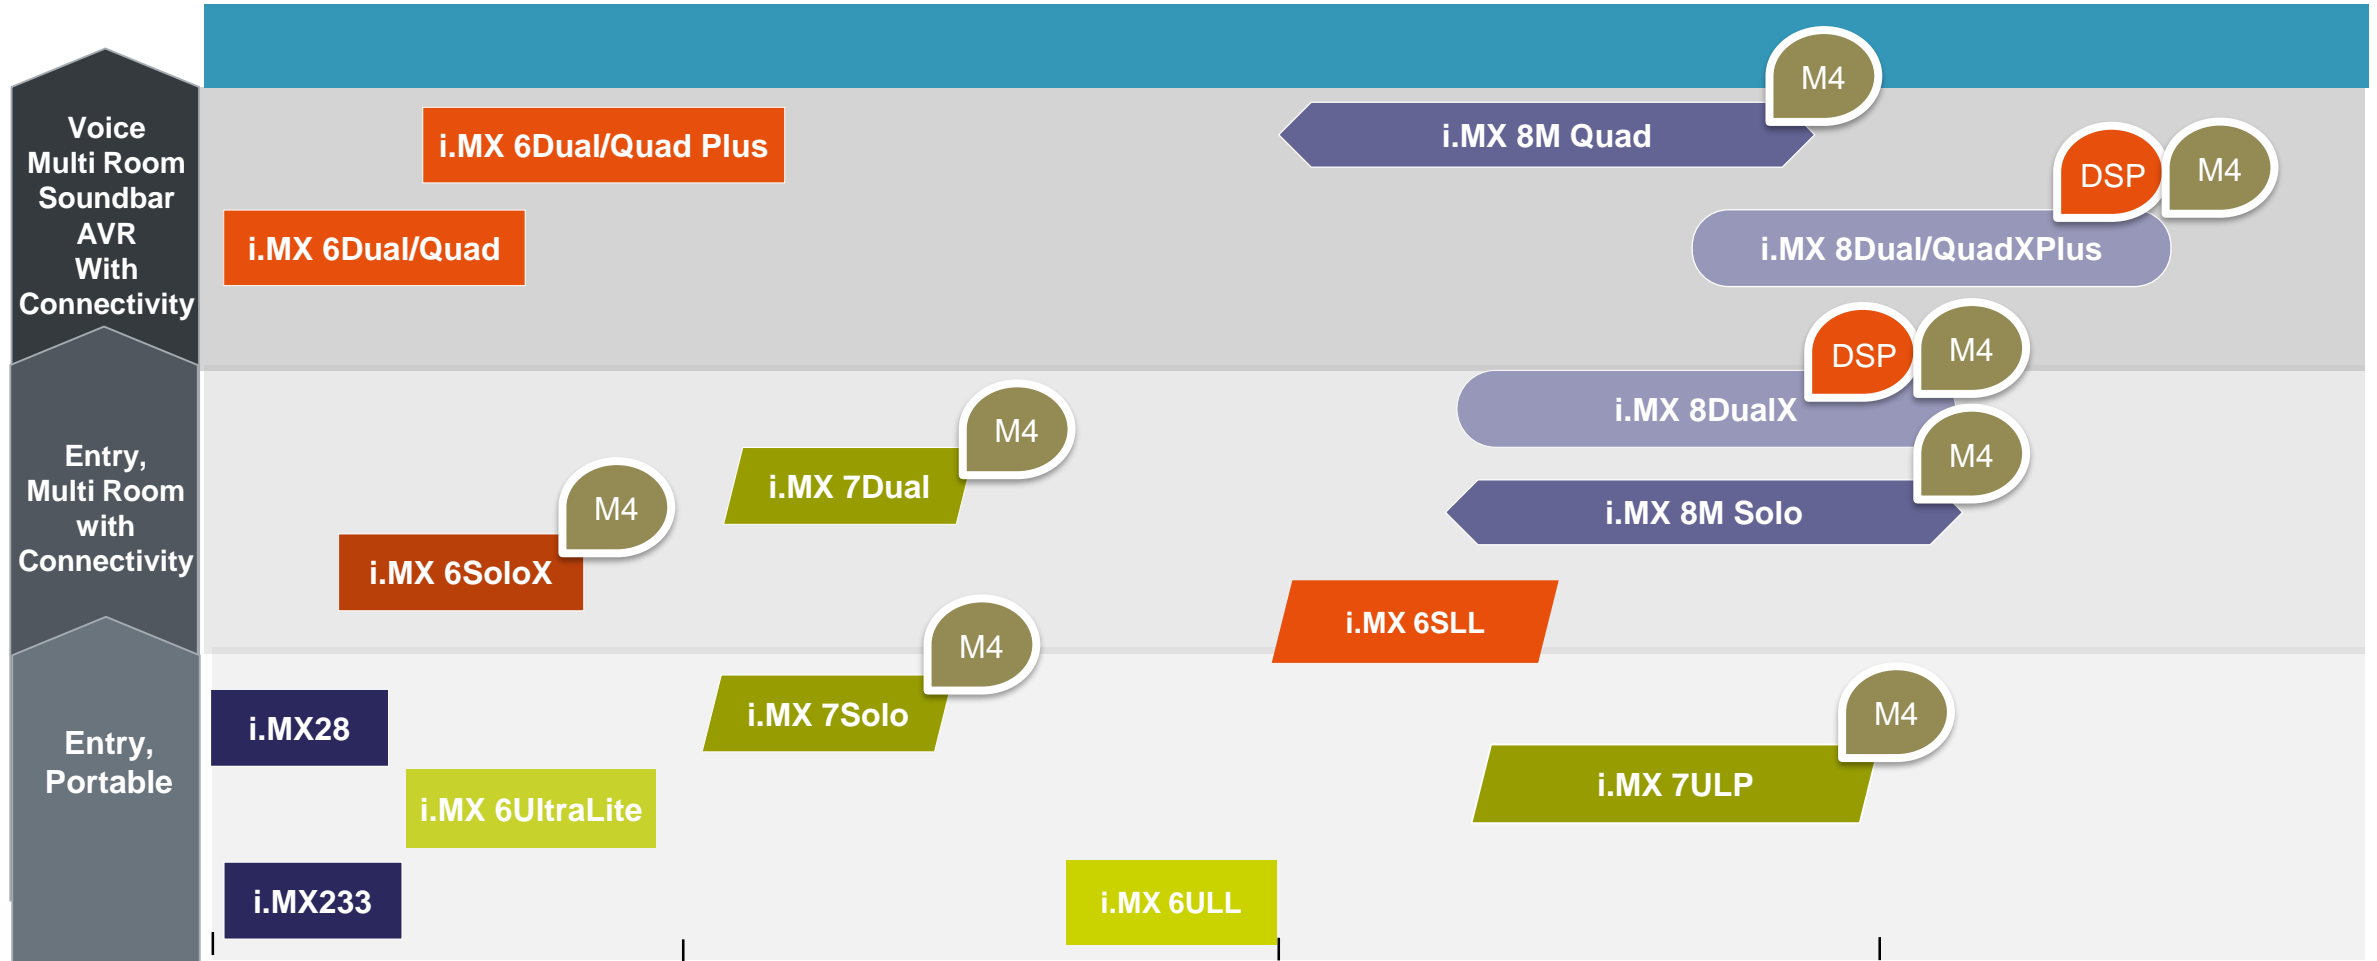 Voice
Multi Room
Soundbar
AVR
With
Connectivity
i.MX 6Dual/Quad Plus
i.MX 8M Quad
M4
i.MX 6Dual/Quad
i.MX 8Dual/QuadXPlus
DSP
M4
Entry,
Multi Room
with
Connectivity
i.MX 8DualX
DSP
M4
i.MX 7Dual
M4
i.MX 8M Solo
M4
i.MX 6SoloX
M4
i.MX 6SLL
Entry,
Portable
i.MX28
i.MX 7Solo
M4
i.MX 7ULP
M4
i.MX 6UltraLite
i.MX233
i.MX 6ULL